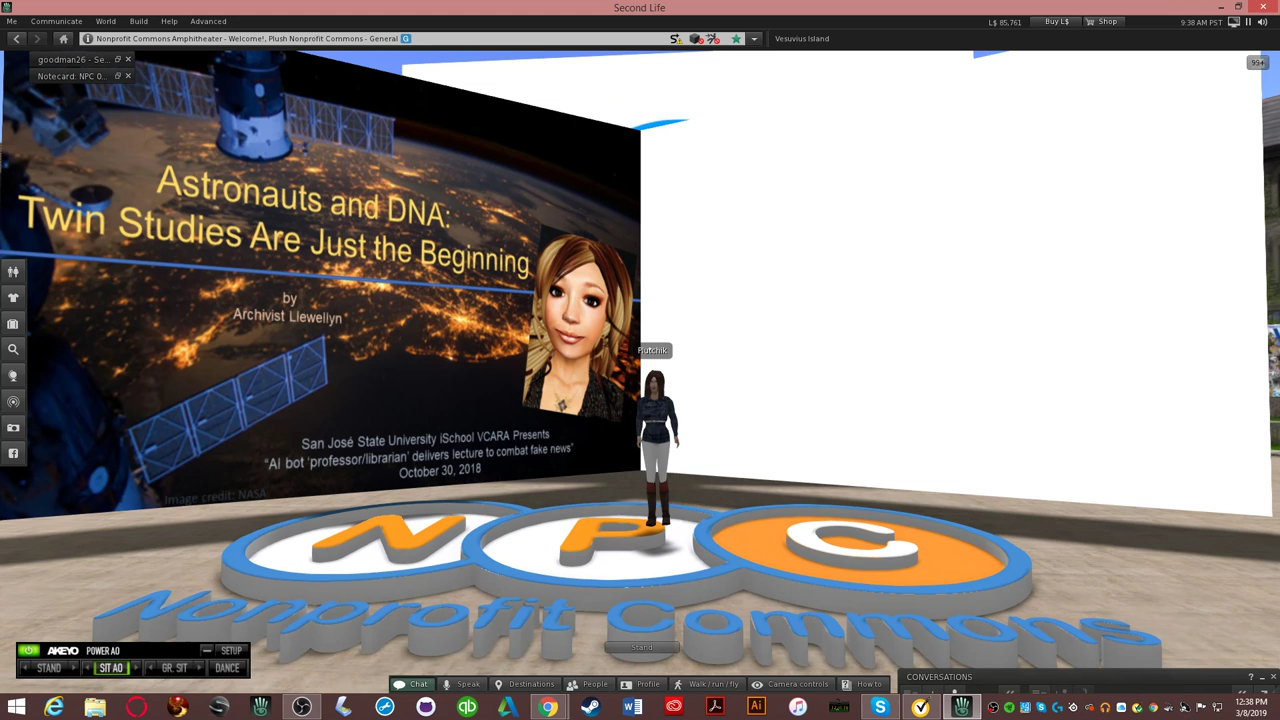 Second Life
Me Communicate World Build Help Advanced
L$ 85,761 Buy L$ Shop 9:38 AM PST
Nonprofit Commons Amphitheater - Welcome!, Plush Nonprofit Commons - General G
Vesuvius Island
goodman26 - Se...
Notecard: NPC 0...
99+
Astronauts and DNA:
Twin Studies Are Just the Beginning
by
Archivist Llewellyn
Plutchik
San José State University iSchool VCARA Presents
"AI bot 'professor/librarian' delivers lecture to combat fake news"
October 30, 2018
Image credit: NASA
N P C
Nonprofit Commons
Stand
AKEYO POWER AO SETUP
STAND SIT AO GR. SIT DANCE
Chat Speak Destinations People Profile Walk / run / fly Camera controls How to
CONVERSATIONS
12:38 PM
3/8/2019